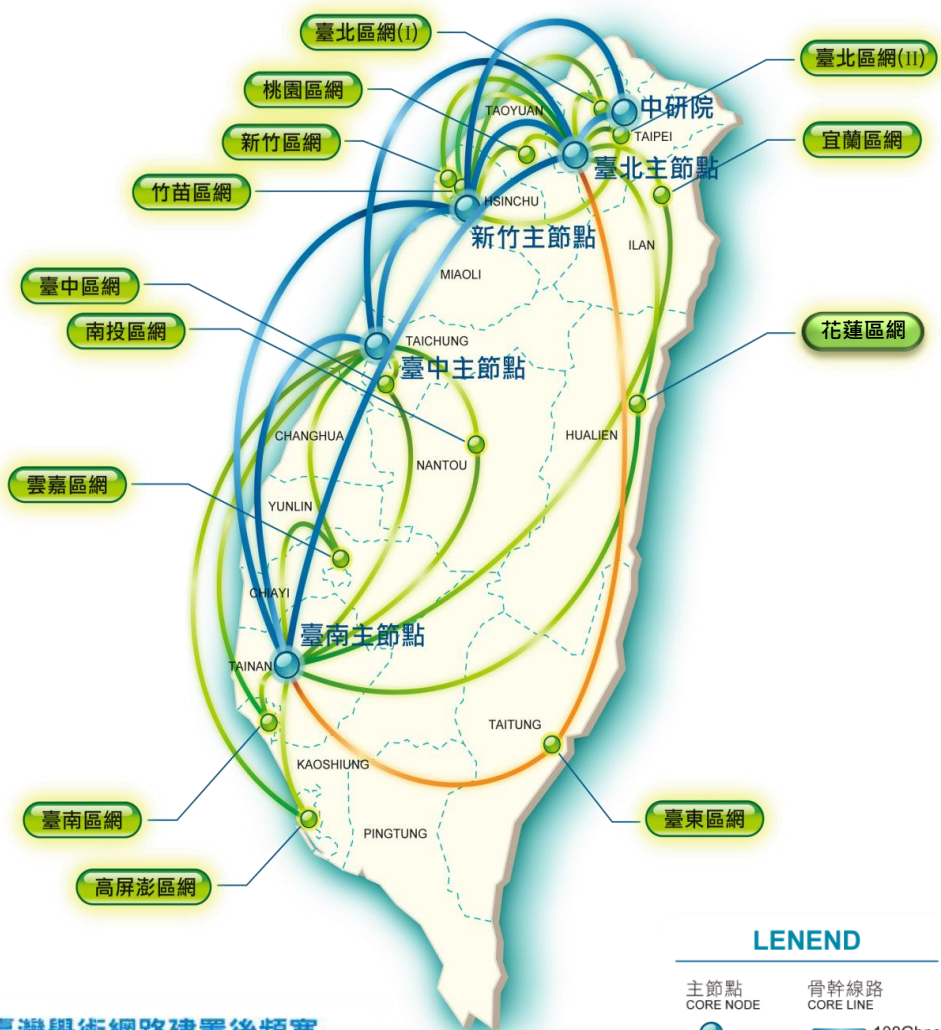 臺北區網(I)
臺北區網(II)
桃園區網
TAOYUAN
中研院
新竹區網
TAIPEI
宜蘭區網
臺北主節點
竹苗區網
HSINCHU
新竹主節點
ILAN
MIAOLI
臺中區網
南投區網
TAICHUNG
花蓮區網
臺中主節點
CHANGHUA
HUALIEN
NANTOU
雲嘉區網
YUNLIN
CHIAYI
臺南主節點
TAINAN
TAITUNG
KAOSHIUNG
臺南區網
PINGTUNG
臺東區網
高屏澎區網
LENEND
主節點
CORE NODE
骨幹線路
CORE LINE